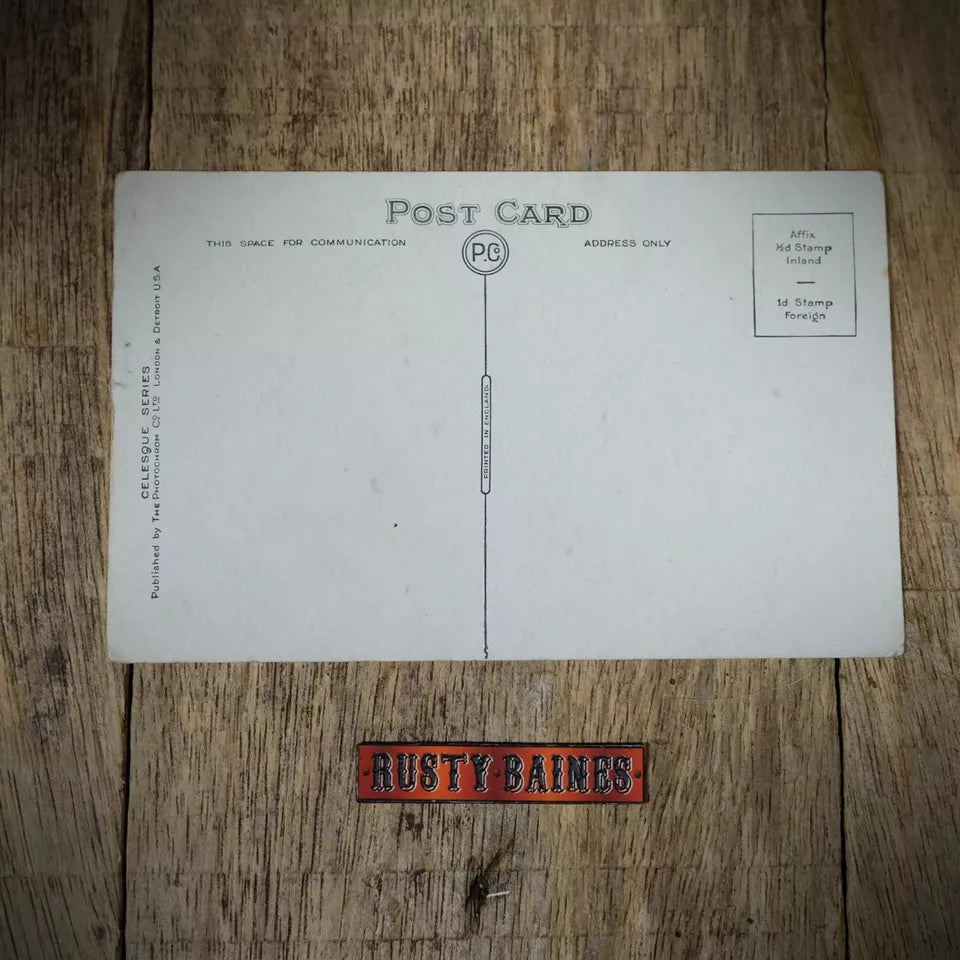 POST CARD
THIS SPACE FOR COMMUNICATION
P.Co.
ADDRESS ONLY
Affix
½d Stamp
Inland
1d Stamp
Foreign
CELESQUE SERIES
Published by THE PHOTOCHROM Co LTD LONDON & DETROIT U.S.A
PRINTED IN ENGLAND.
RUSTY·BAINES